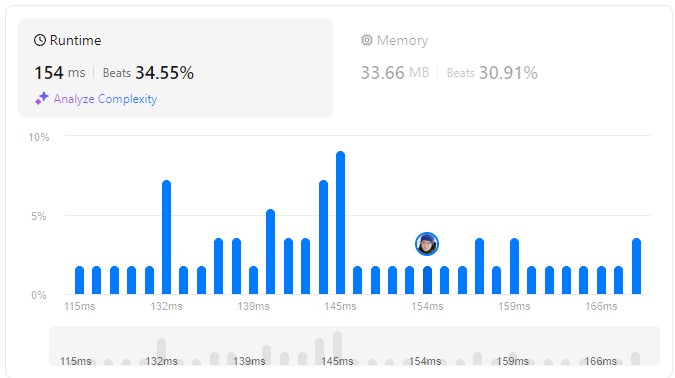 Runtime
Memory
154 ms | Beats 34.55%
33.66 MB | Beats 30.91%
Analyze Complexity
10%
5%
0%
115ms 132ms 139ms 145ms 154ms 159ms 166ms
115ms 132ms 139ms 145ms 154ms 159ms 166ms